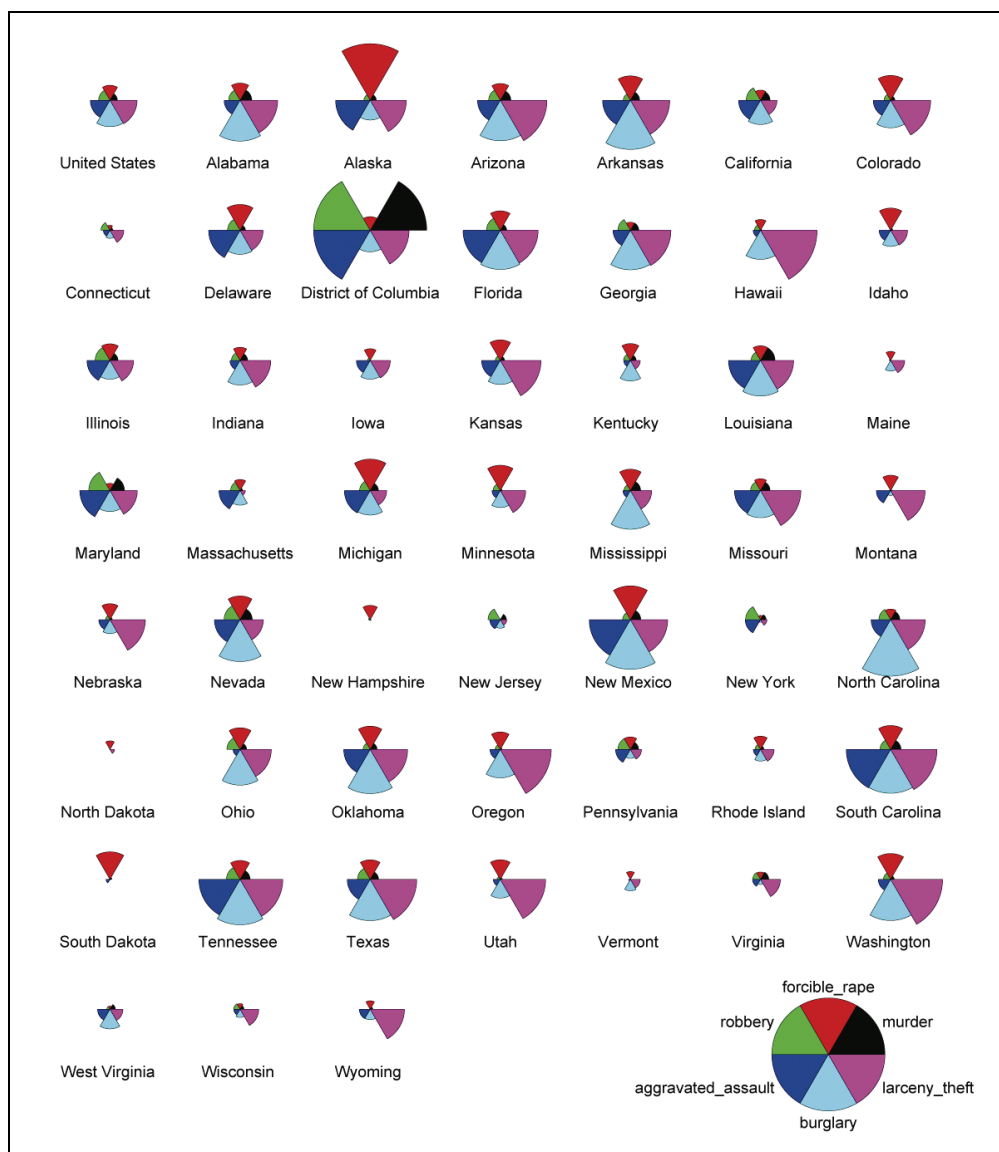 United States
Alabama
Alaska
Arizona
Arkansas
California
Colorado
Connecticut
Delaware
District of Columbia
Florida
Georgia
Hawaii
Idaho
Illinois
Indiana
Iowa
Kansas
Kentucky
Louisiana
Maine
Maryland
Massachusetts
Michigan
Minnesota
Mississippi
Missouri
Montana
Nebraska
Nevada
New Hampshire
New Jersey
New Mexico
New York
North Carolina
North Dakota
Ohio
Oklahoma
Oregon
Pennsylvania
Rhode Island
South Carolina
South Dakota
Tennessee
Texas
Utah
Vermont
Virginia
Washington
West Virginia
Wisconsin
Wyoming
forcible_rape
robbery
murder
aggravated_assault
larceny_theft
burglary